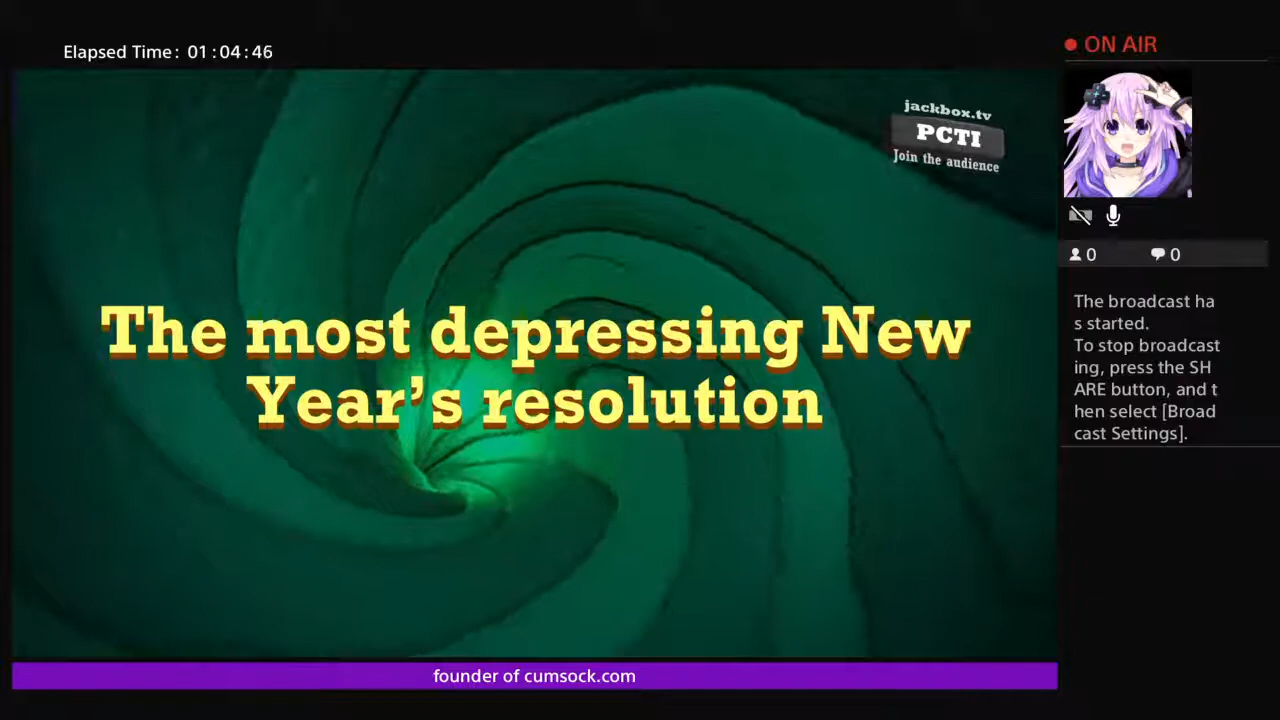 Elapsed Time: 01:04:46
ON AIR
jackbox.tv
PCTI
Join the audience
0
0
The most depressing New
Year’s resolution
The broadcast ha
s started.
To stop broadcast
ing, press the SH
ARE button, and t
hen select [Broad
cast Settings].
founder of cumsock.com